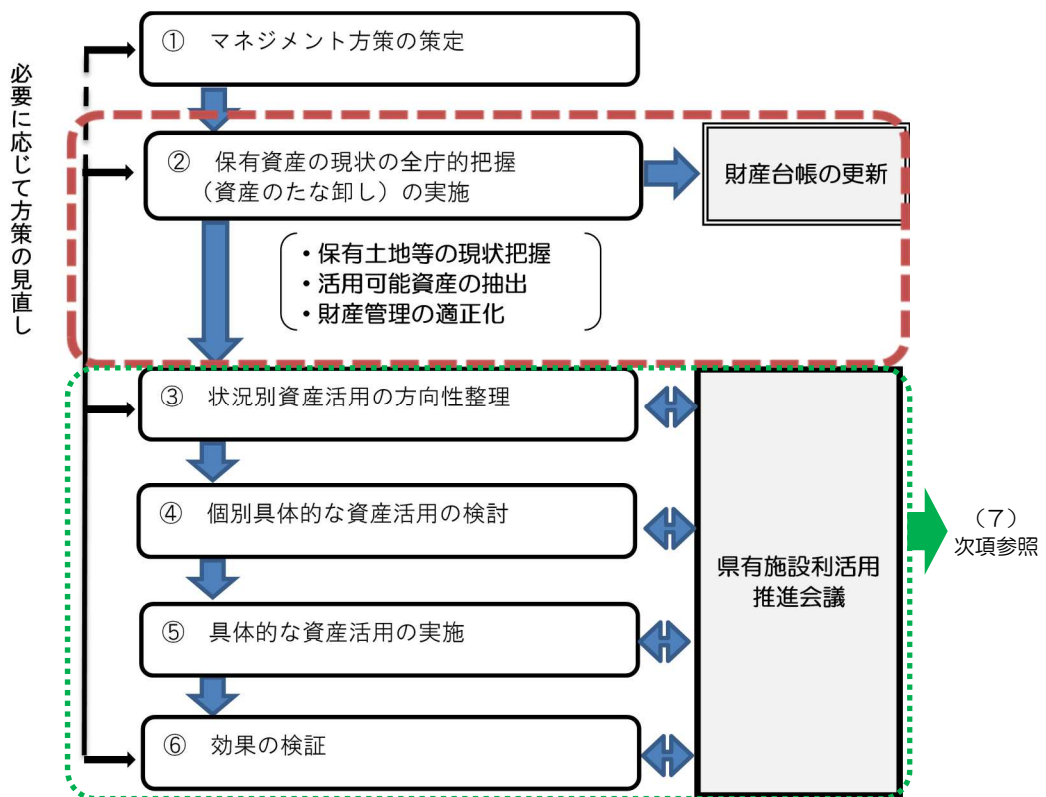 必要に応じて方策の見直し
① マネジメント方策の策定
② 保有資産の現状の全庁的把握
（資産のたな卸し）の実施
財産台帳の更新
・保有土地等の現状把握
・活用可能資産の抽出
・財産管理の適正化
③ 状況別資産活用の方向性整理
④ 個別具体的な資産活用の検討
⑤ 具体的な資産活用の実施
⑥ 効果の検証
県有施設利活用
推進会議
（７）
次項参照